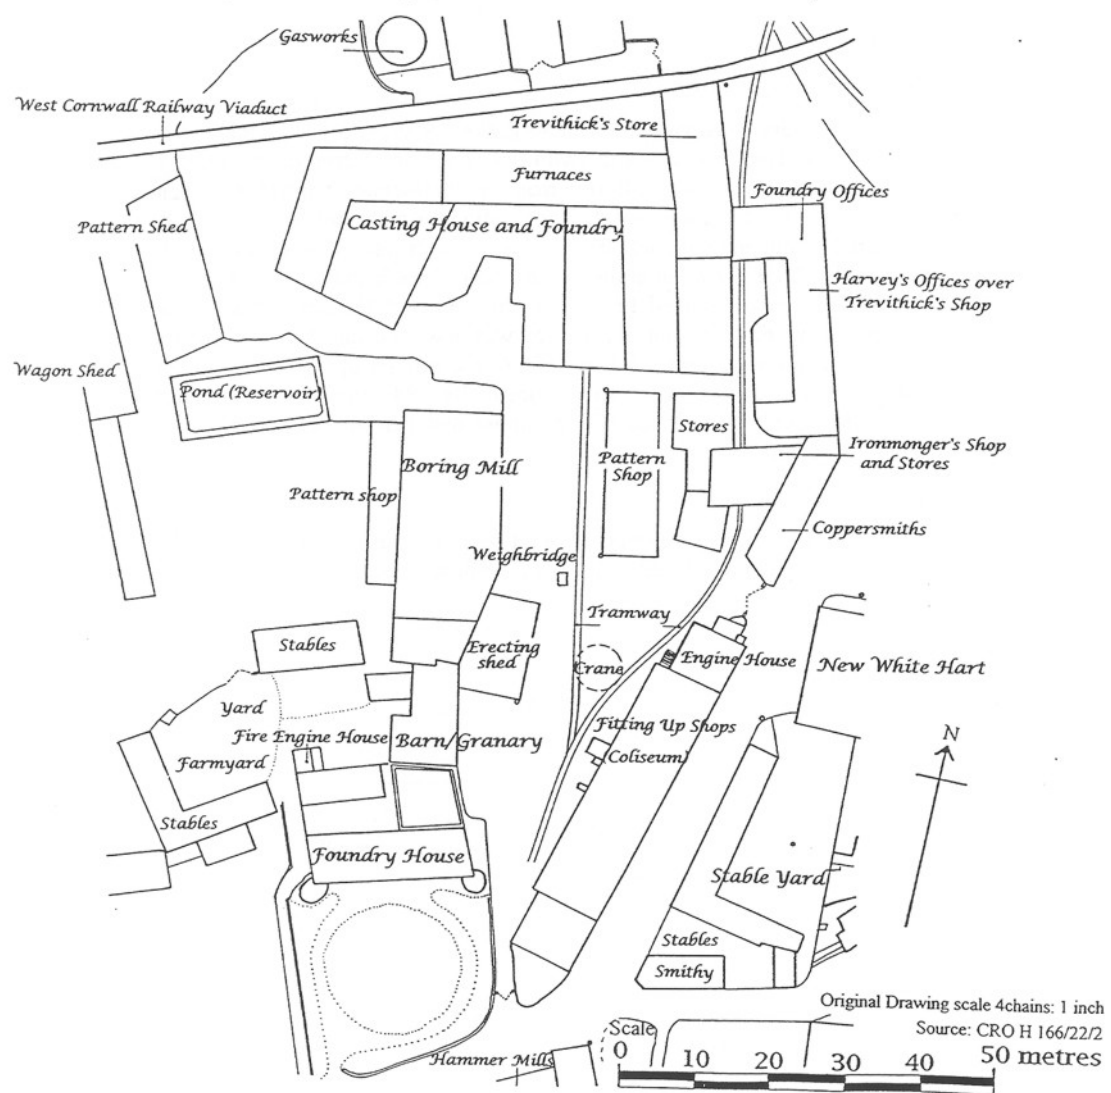 Gasworks
West Cornwall Railway Viaduct
Trevithick's Store
Furnaces
Foundry Offices
Pattern Shed
Casting House and Foundry
Harvey's Offices over
Trevithick's Shop
Wagon Shed
Pond (Reservoir)
Stores
Ironmonger's Shop
and Stores
Boring Mill
Pattern
Shop
Pattern shop
Coppersmiths
Weighbridge
Tramway
Stables
Erecting
shed
Crane
Engine House
New White Hart
Yard
Fire Engine House
Barn/Granary
Fitting Up Shops
(Coliseum)
N
Farmyard
Stables
Foundry House
Stable Yard
Stables
Smithy
Original Drawing scale 4chains: 1 inch
Source: CRO H 166/22/2
Scale
0 10 20 30 40 50 metres
Hammer Mills